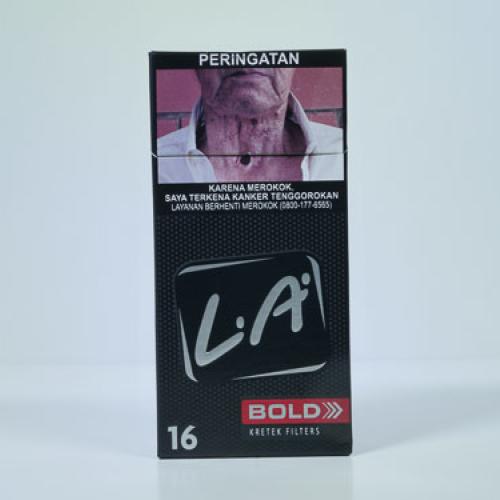 PERINGATAN
KARENA MEROKOK,
SAYA TERKENA KANKER TENGGOROKAN
LAYANAN BERHENTI MEROKOK (0800-177-6565)
L.A.
BOLD
16
KRETEK FILTERS